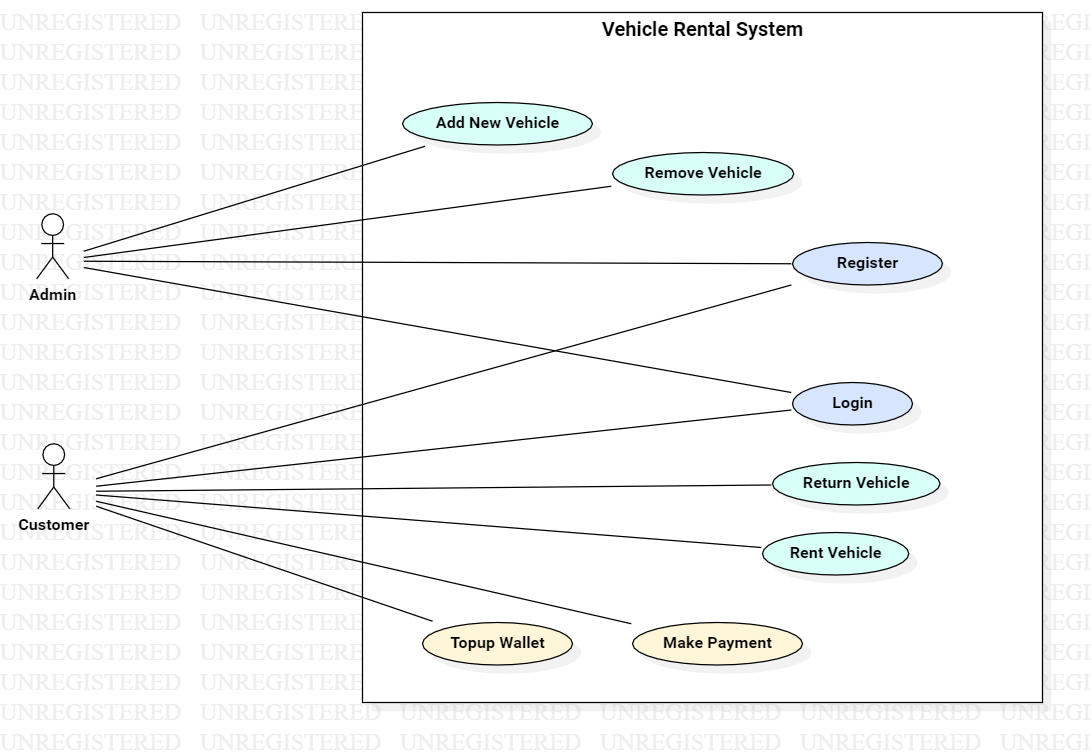 Vehicle Rental System
Add New Vehicle
Remove Vehicle
Register
Admin
Login
Return Vehicle
Customer
Rent Vehicle
Topup Wallet
Make Payment
UNREGISTERED UNREGISTERED UNREGISTERED UNREGISTERED UNREGISTERED